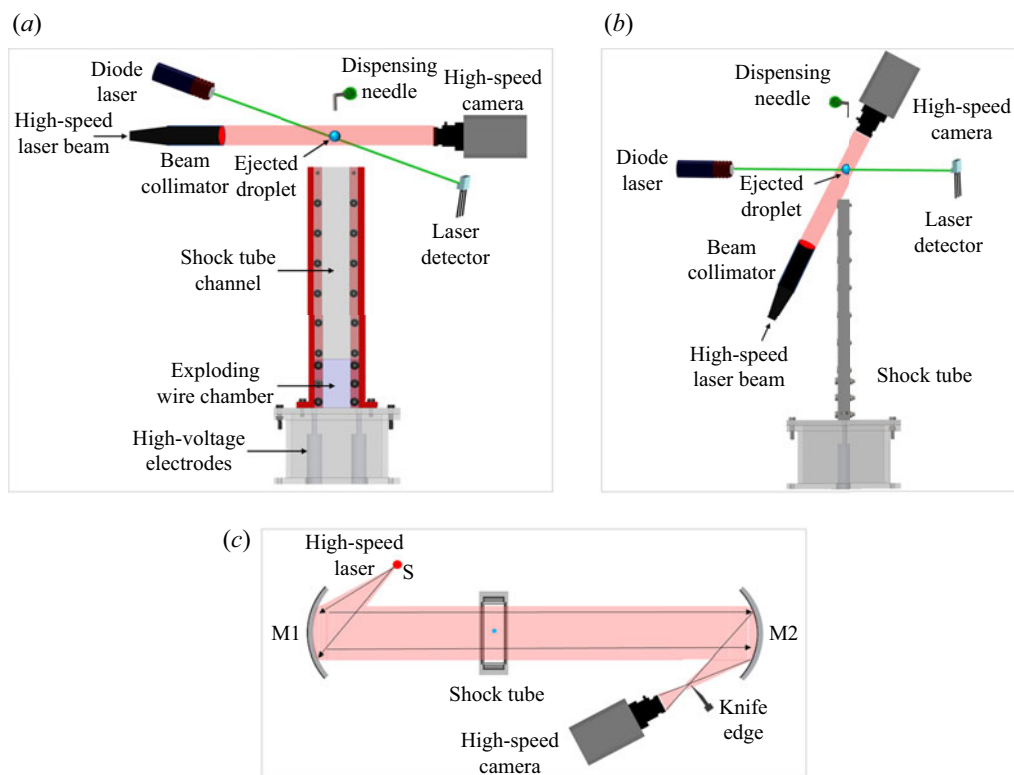 (a)
Diode
laser
Dispensing
needle
High-speed
camera
High-speed
laser beam
Beam
collimator
Ejected
droplet
Laser
detector
Shock tube
channel
Exploding
wire chamber
High-voltage
electrodes
(b)
Dispensing
needle
High-speed
camera
Diode
laser
Ejected
droplet
Laser
detector
Beam
collimator
High-speed
laser beam
Shock tube
(c)
High-speed
laser
S
M1
M2
Shock tube
Knife
edge
High-speed
camera